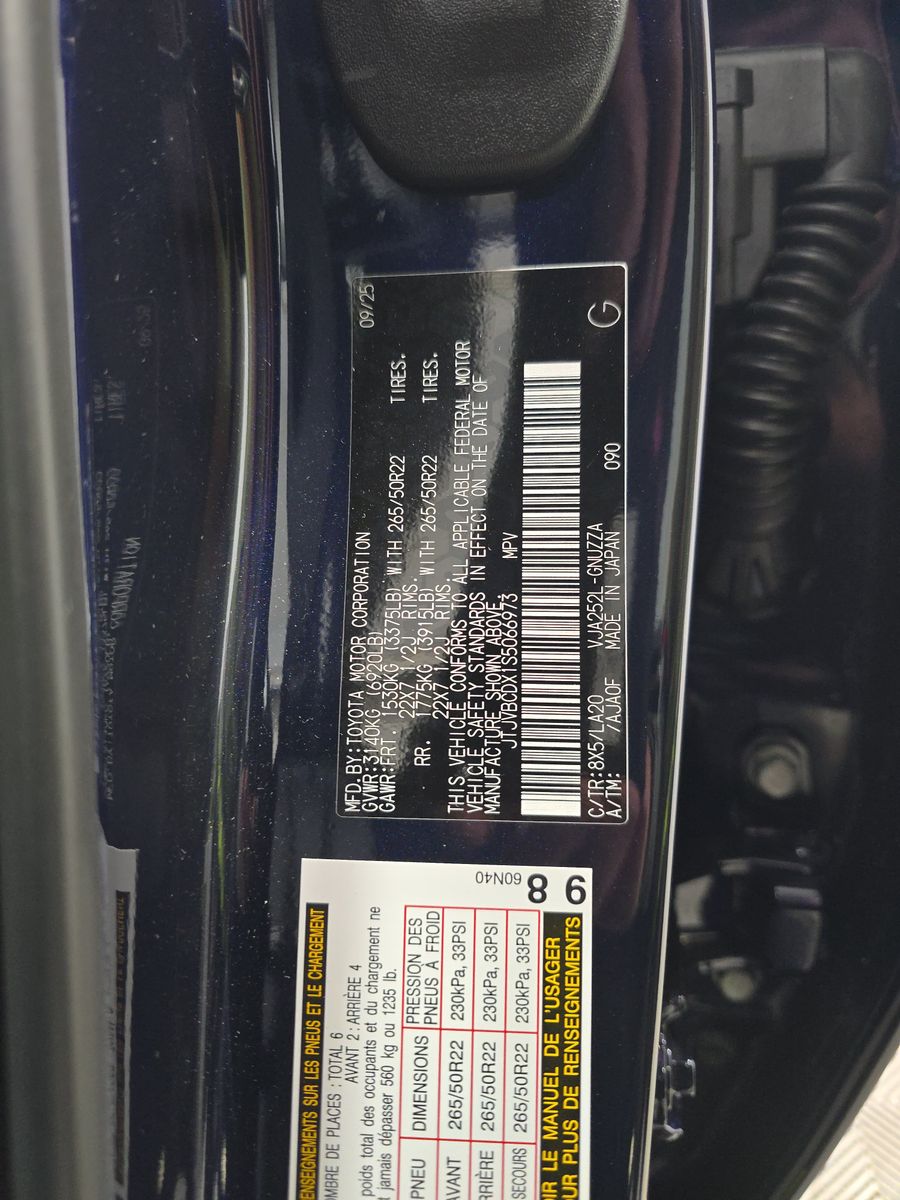 MFD.BY:TOYOTA MOTOR CORPORATION 09/25
GVWR:3140KG (6920LB)
GAWR:FRT. 1530KG (3375LB) WITH 265/50R22 TIRES.
22X7 1/2J RIMS.
RR. 1775KG (3915LB) WITH 265/50R22 TIRES.
22X7 1/2J RIMS.
THIS VEHICLE CONFORMS TO ALL APPLICABLE FEDERAL MOTOR
VEHICLE SAFETY STANDARDS IN EFFECT ON THE DATE OF
MANUFACTURE SHOWN ABOVE.
JTJVBCDX1S5066973 MPV
C/TR:8X5/LA20 VJA252L-GNUZZA
A/TM: /AJA0F MADE IN JAPAN 090 G
ENSEIGNEMENTS SUR LES PNEUS ET LE CHARGEMENT
MBRE DE PLACES : TOTAL 6
AVANT 2 : ARRIÈRE 4
poids total des occupants et du chargement ne
t jamais dépasser 560 kg ou 1235 lb.
PNEU DIMENSIONS PRESSION DES PNEUS À FROID
AVANT 265/50R22 230kPa, 33PSI
RRIÈRE 265/50R22 230kPa, 33PSI
SECOURS 265/50R22 230kPa, 33PSI
60N40
8
9
IR LE MANUEL DE L'USAGER
UR PLUS DE RENSEIGNEMENTS